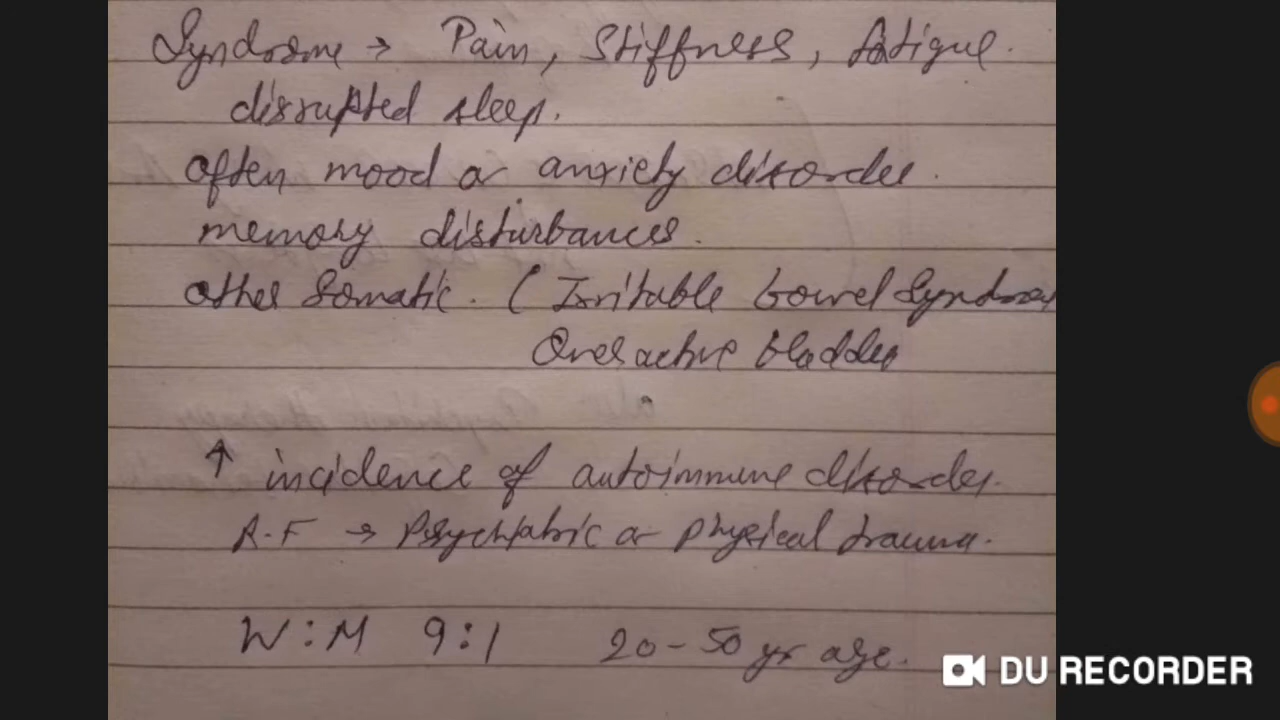 Syndrome → Pain, Stiffness, fatigue.
disrupted sleep.
often mood or anxiety disorder.
memory disturbances.
other somatic. (Irritable bowel Syndrom
Overactive bladder
↑ incidence of autoimmune disorder.
R.F → Psychiatric or physical trauma.
W:M 9:1 20-50 yr age.
DU RECORDER